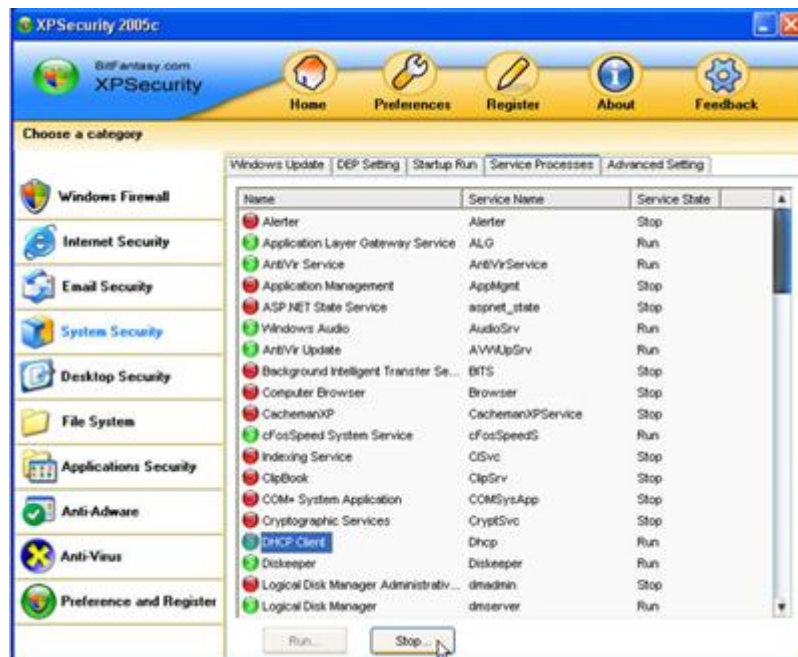 XPSecurity 2005c
BitFantasy.com
XPSecurity
Home Preferences Register About Feedback
Choose a category
Windows Firewall
Internet Security
Email Security
System Security
Desktop Security
File System
Applications Security
Anti-Adware
Anti-Virus
Preference and Register
Windows Update DEP Setting Startup Run Service Processes Advanced Setting
Name Service Name Service State
Alerter Alerter Stop
Application Layer Gateway Service ALG Run
AntiVir Service AntiVirService Run
Application Management AppMgmt Stop
ASP.NET State Service aspnet_state Stop
Windows Audio AudioSrv Run
AntiVir Update AVWUpSrv Run
Background Intelligent Transfer Se... BITS Stop
Computer Browser Browser Stop
CachemanXP CachemanXPService Stop
cFosSpeed System Service cFosSpeedS Run
Indexing Service CiSvc Stop
ClipBook ClipSrv Stop
COM+ System Application COMSysApp Stop
Cryptographic Services CryptSvc Stop
DHCP Client Dhcp Run
Diskeeper Diskeeper Run
Logical Disk Manager Administrativ... dmadmin Stop
Logical Disk Manager dmserver Run
Run... Stop...